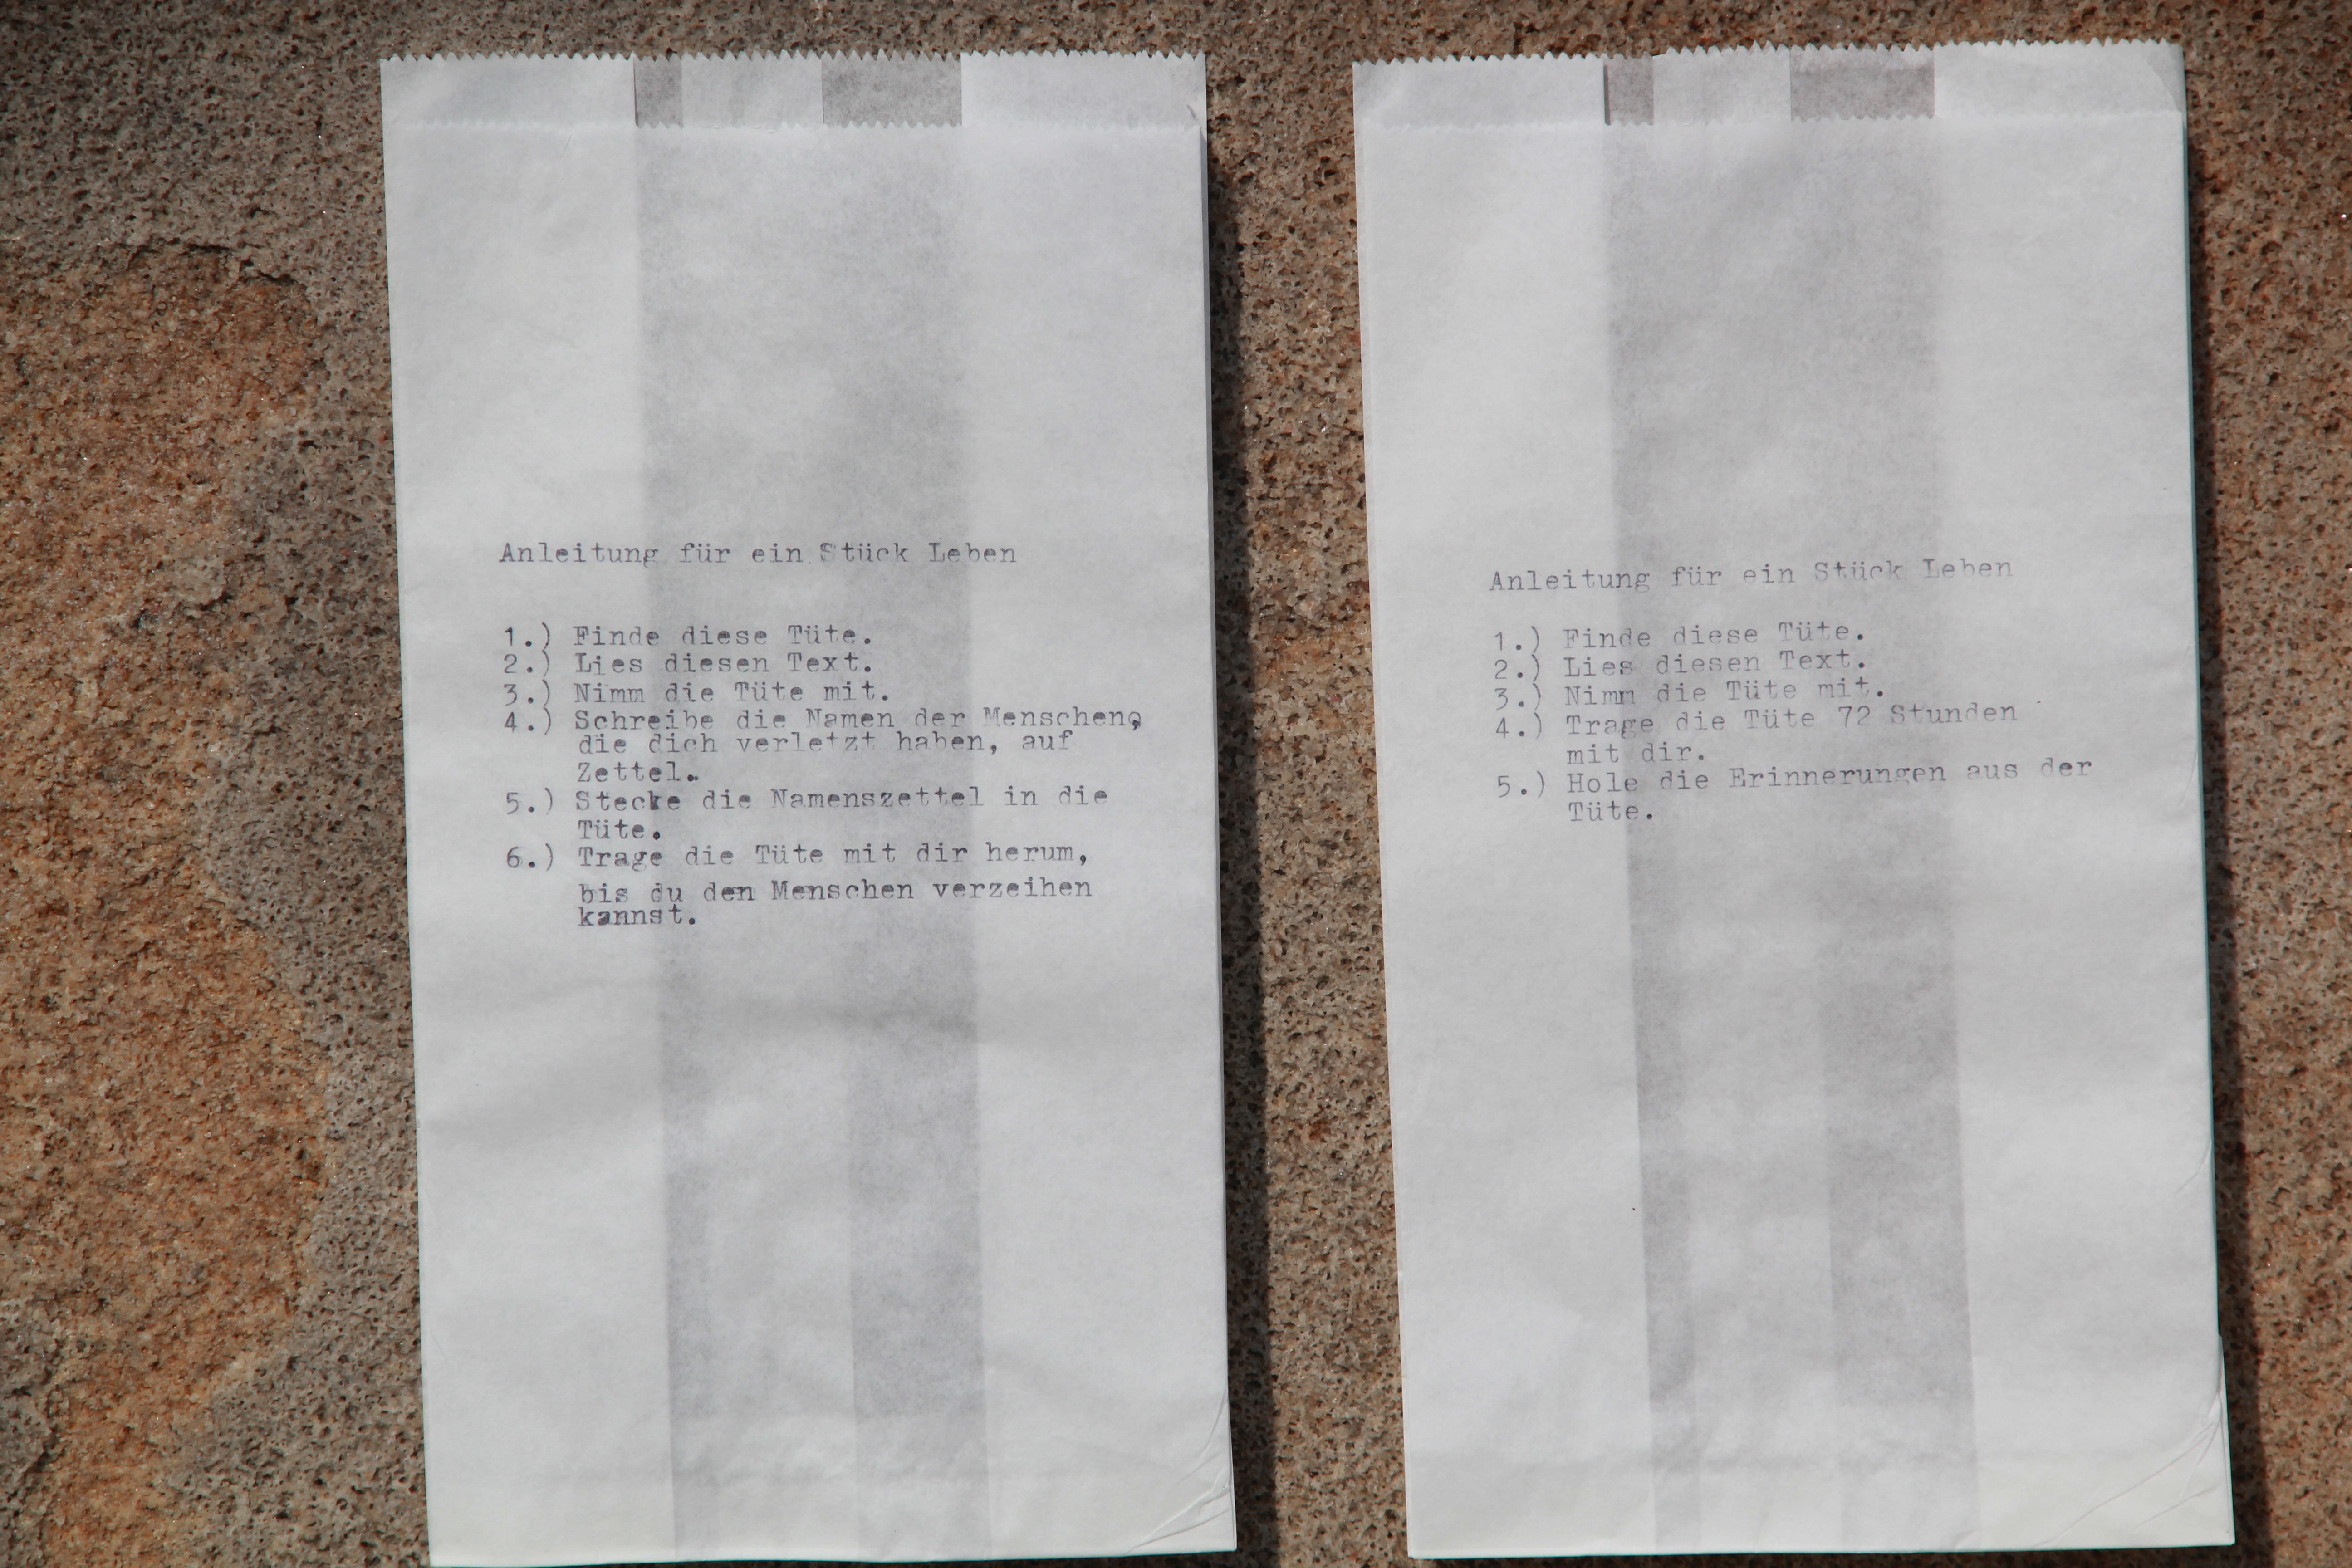 Anleitung für ein Stück Leben
1.) Finde diese Tüte.
2.) Lies diesen Text.
3.) Nimm die Tüte mit.
4.) Schreibe die Namen der Menschen,
die dich verletzt haben, auf
Zettel.
5.) Stecke die Namenszettel in die
Tüte.
6.) Trage die Tüte mit dir herum,
bis du den Menschen verzeihen
kannst.
Anleitung für ein Stück Leben
1.) Finde diese Tüte.
2.) Lies diesen Text.
3.) Nimm die Tüte mit.
4.) Trage die Tüte 72 Stunden
mit dir.
5.) Hole die Erinnerungen aus der
Tüte.